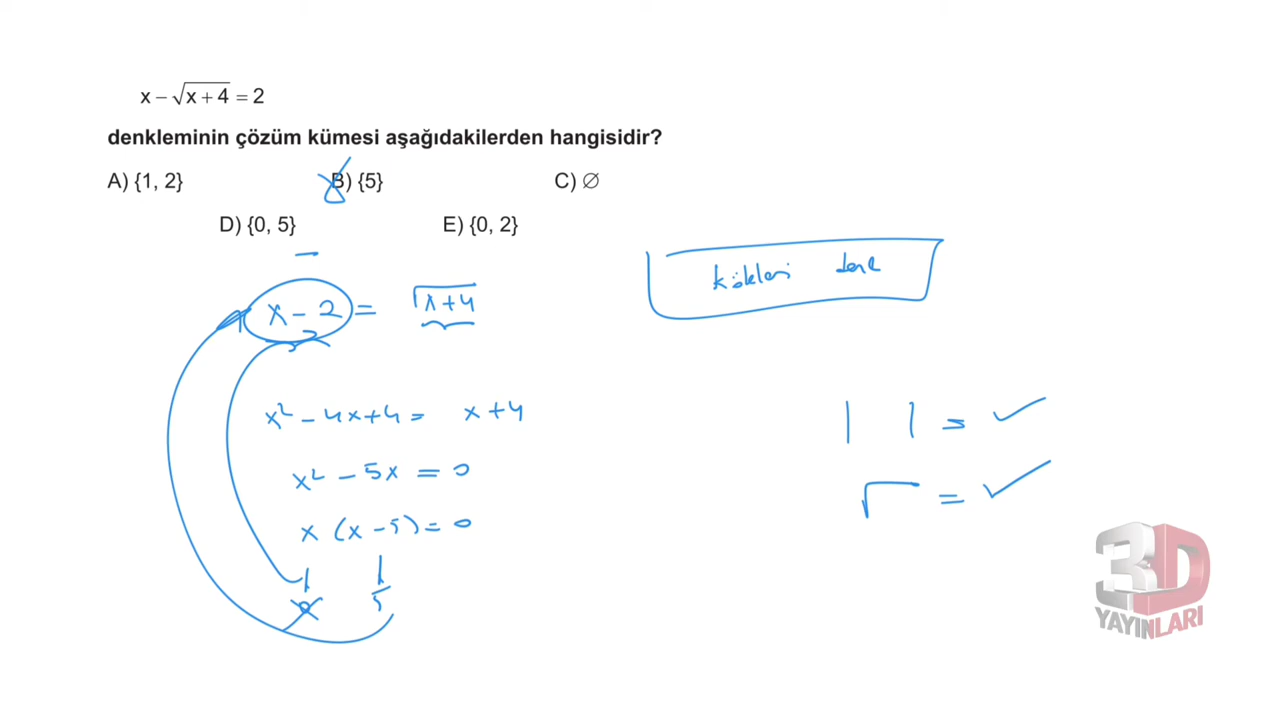 x − √x + 4 = 2
denkleminin çözüm kümesi aşağıdakilerden hangisidir?
A) {1, 2} B) {5} C) ∅
D) {0, 5} E) {0, 2}
x − 2 = √x+4
kökleri dene
x² − 4x+4 = x+4
| | = ✓
x² − 5x = 0
√ = ✓
x (x − 5) = 0
0 5
3D
YAYINLARI